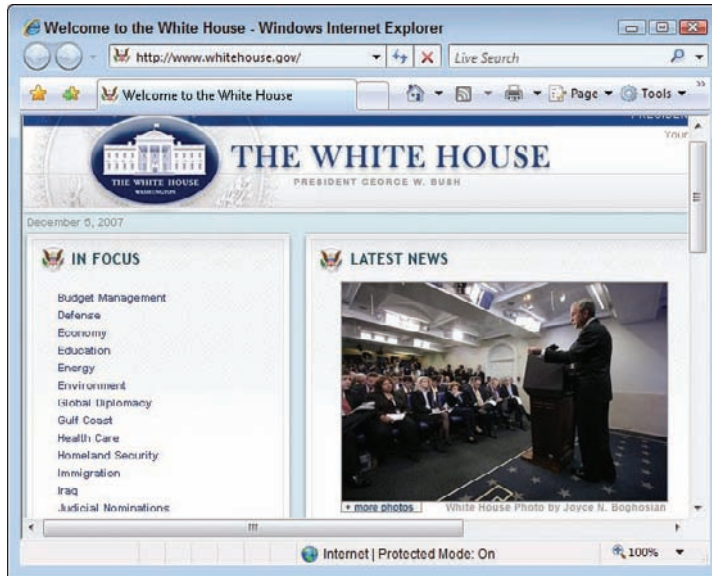 Welcome to the White House - Windows Internet Explorer
http://www.whitehouse.gov/ Live Search
Welcome to the White House Page Tools
THE WHITE HOUSE
WASHINGTON
THE WHITE HOUSE
PRESIDENT GEORGE W. BUSH
Your
December 5, 2007
IN FOCUS
Budget Management
Defense
Economy
Education
Energy
Environment
Global Diplomacy
Gulf Coast
Health Care
Homeland Security
Immigration
Iraq
Judicial Nominations
LATEST NEWS
+ more photos White House Photo by Joyce N. Boghosian
Internet | Protected Mode: On 100%